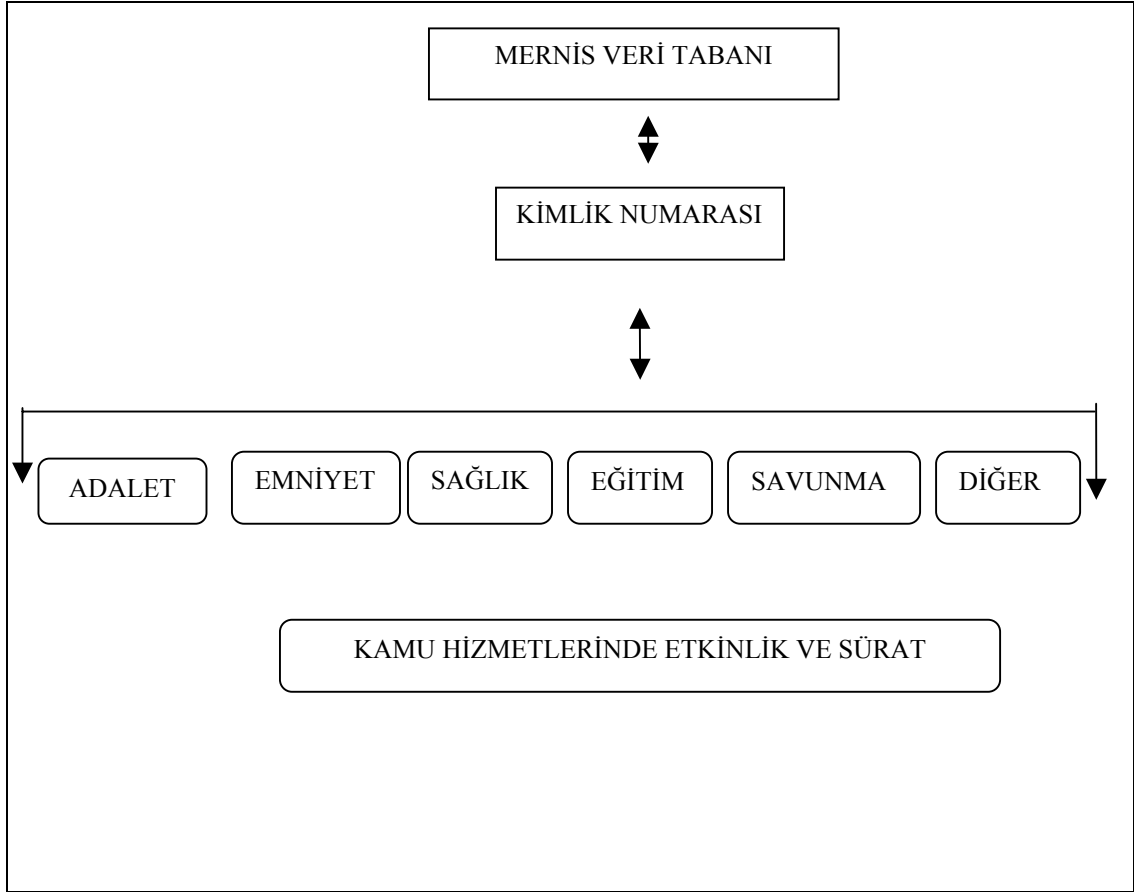 MERNİS VERİ TABANI
KİMLİK NUMARASI
ADALET
EMNİYET
SAĞLIK
EĞİTİM
SAVUNMA
DİĞER
KAMU HİZMETLERİNDE ETKİNLİK VE SÜRAT